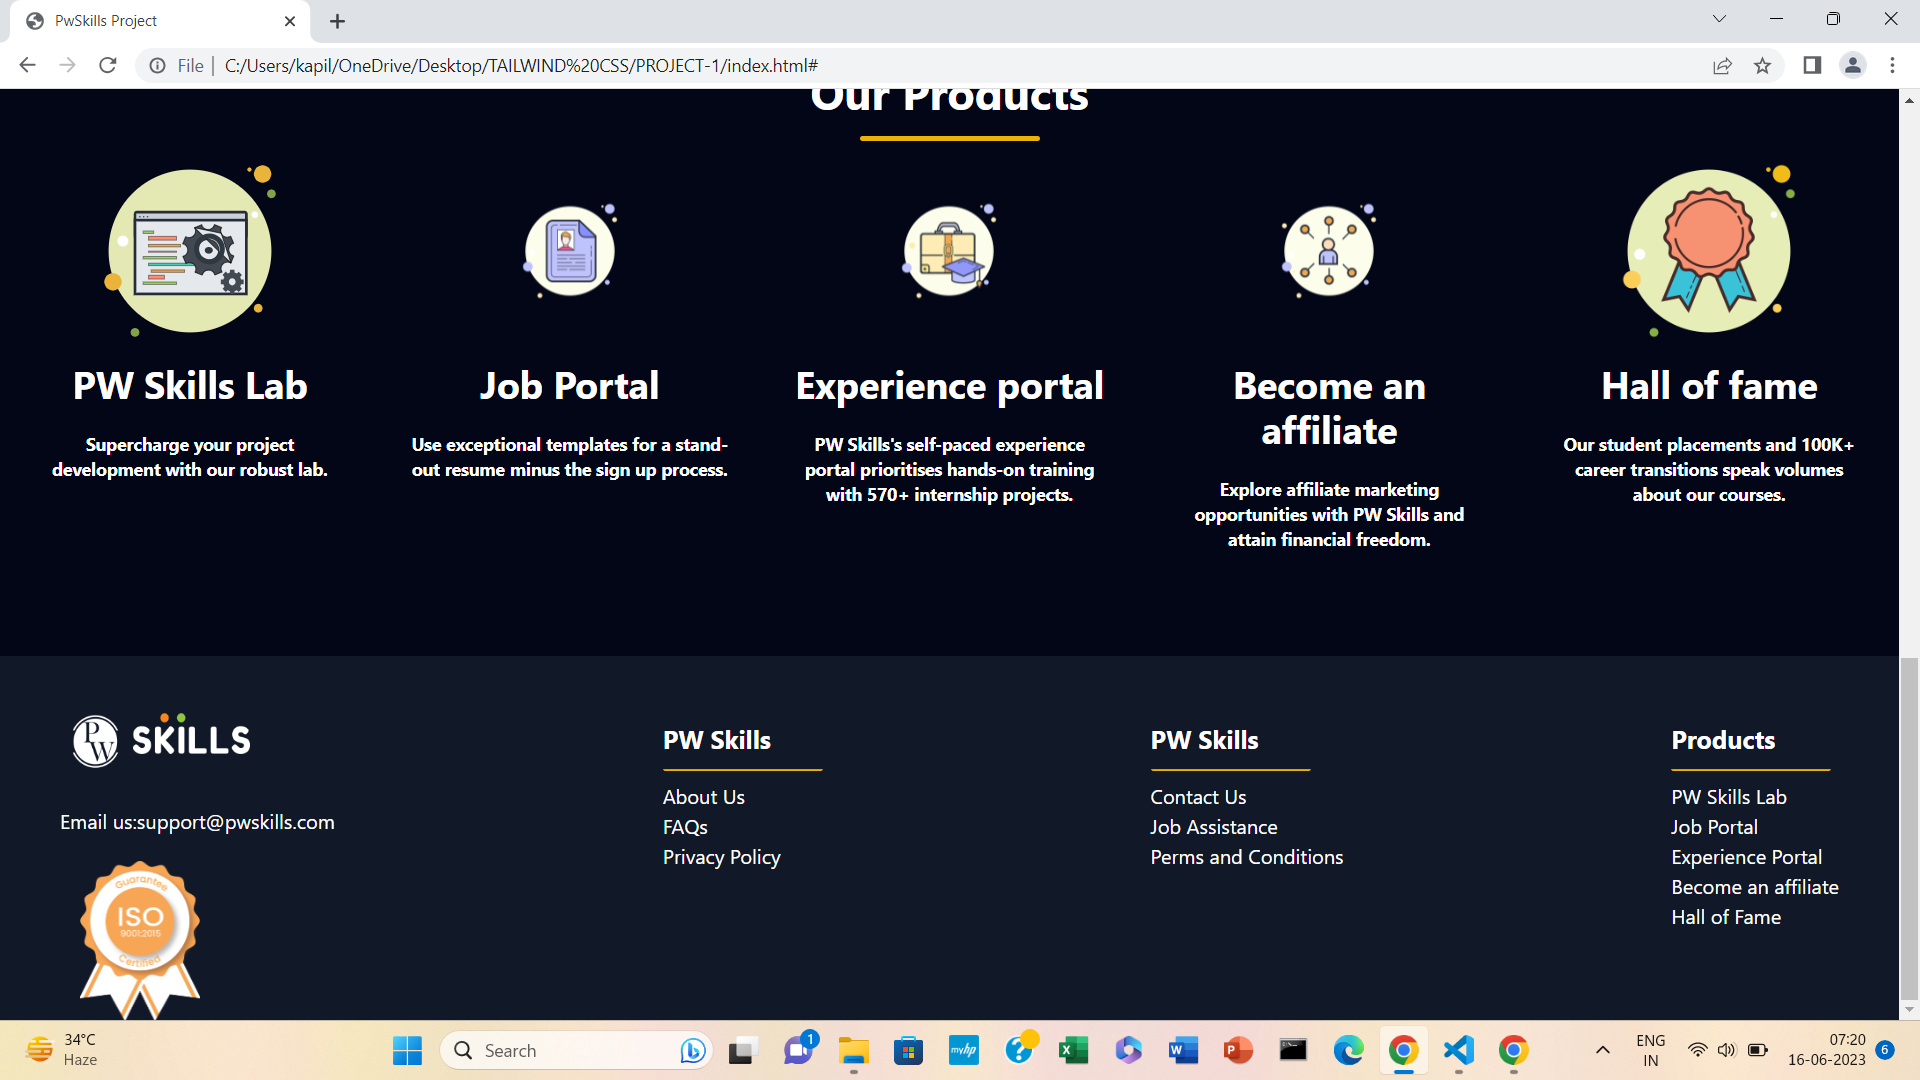 PwSkills Project
File
C:/Users/kapil/OneDrive/Desktop/TAILWIND%20CSS/PROJECT-1/index.html#
Our Products
PW Skills Lab
Supercharge your project
development with our robust lab.
Job Portal
Use exceptional templates for a stand-
out resume minus the sign up process.
Experience portal
PW Skills's self-paced experience
portal prioritises hands-on training
with 570+ internship projects.
Become an
affiliate
Explore affiliate marketing
opportunities with PW Skills and
attain financial freedom.
Hall of fame
Our student placements and 100K+
career transitions speak volumes
about our courses.
PW SKILLS
Email us:support@pwskills.com
Guarantee
ISO
9001:2015
Certified
PW Skills
About Us
FAQs
Privacy Policy
PW Skills
Contact Us
Job Assistance
Perms and Conditions
Products
PW Skills Lab
Job Portal
Experience Portal
Become an affiliate
Hall of Fame
34°C
Haze
Search
1
myhp
ENG
IN
07:20
16-06-2023
6